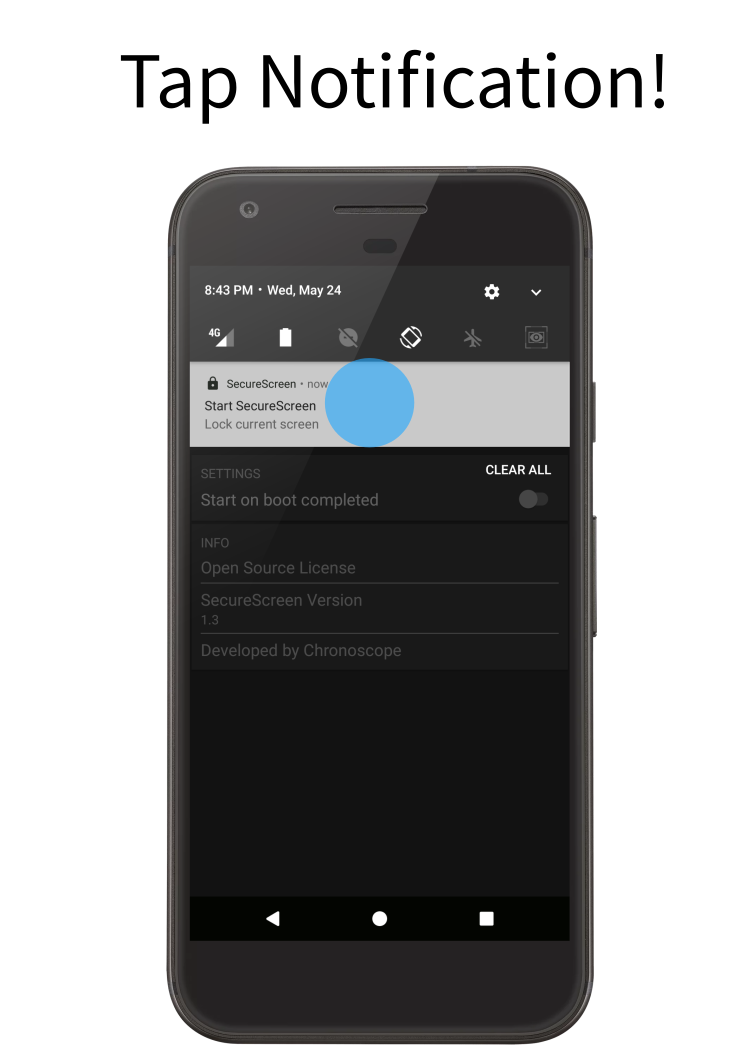 Tap Notification!
8:43 PM • Wed, May 24
4G
SecureScreen • now
Start SecureScreen
Lock current screen
SETTINGS
CLEAR ALL
Start on boot completed
INFO
Open Source License
SecureScreen Version
1.3
Developed by Chronoscope